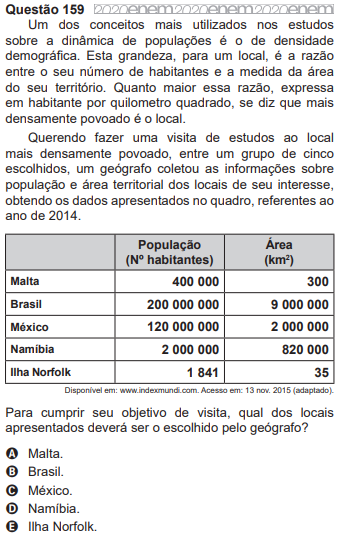 Questão 159 2020enem2020enem2020enem
Um dos conceitos mais utilizados nos estudos
sobre a dinâmica de populações é o de densidade
demográfica. Esta grandeza, para um local, é a razão
entre o seu número de habitantes e a medida da área
do seu território. Quanto maior essa razão, expressa
em habitante por quilometro quadrado, se diz que mais
densamente povoado é o local.
Querendo fazer uma visita de estudos ao local
mais densamente povoado, entre um grupo de cinco
escolhidos, um geógrafo coletou as informações sobre
população e área territorial dos locais de seu interesse,
obtendo os dados apresentados no quadro, referentes ao
ano de 2014.
População Área
(Nº habitantes) (km²)
Malta 400 000 300
Brasil 200 000 000 9 000 000
México 120 000 000 2 000 000
Namíbia 2 000 000 820 000
Ilha Norfolk 1 841 35
Disponível em: www.indexmundi.com. Acesso em: 13 nov. 2015 (adaptado).
Para cumprir seu objetivo de visita, qual dos locais
apresentados deverá ser o escolhido pelo geógrafo?
A Malta.
B Brasil.
C México.
D Namíbia.
E Ilha Norfolk.